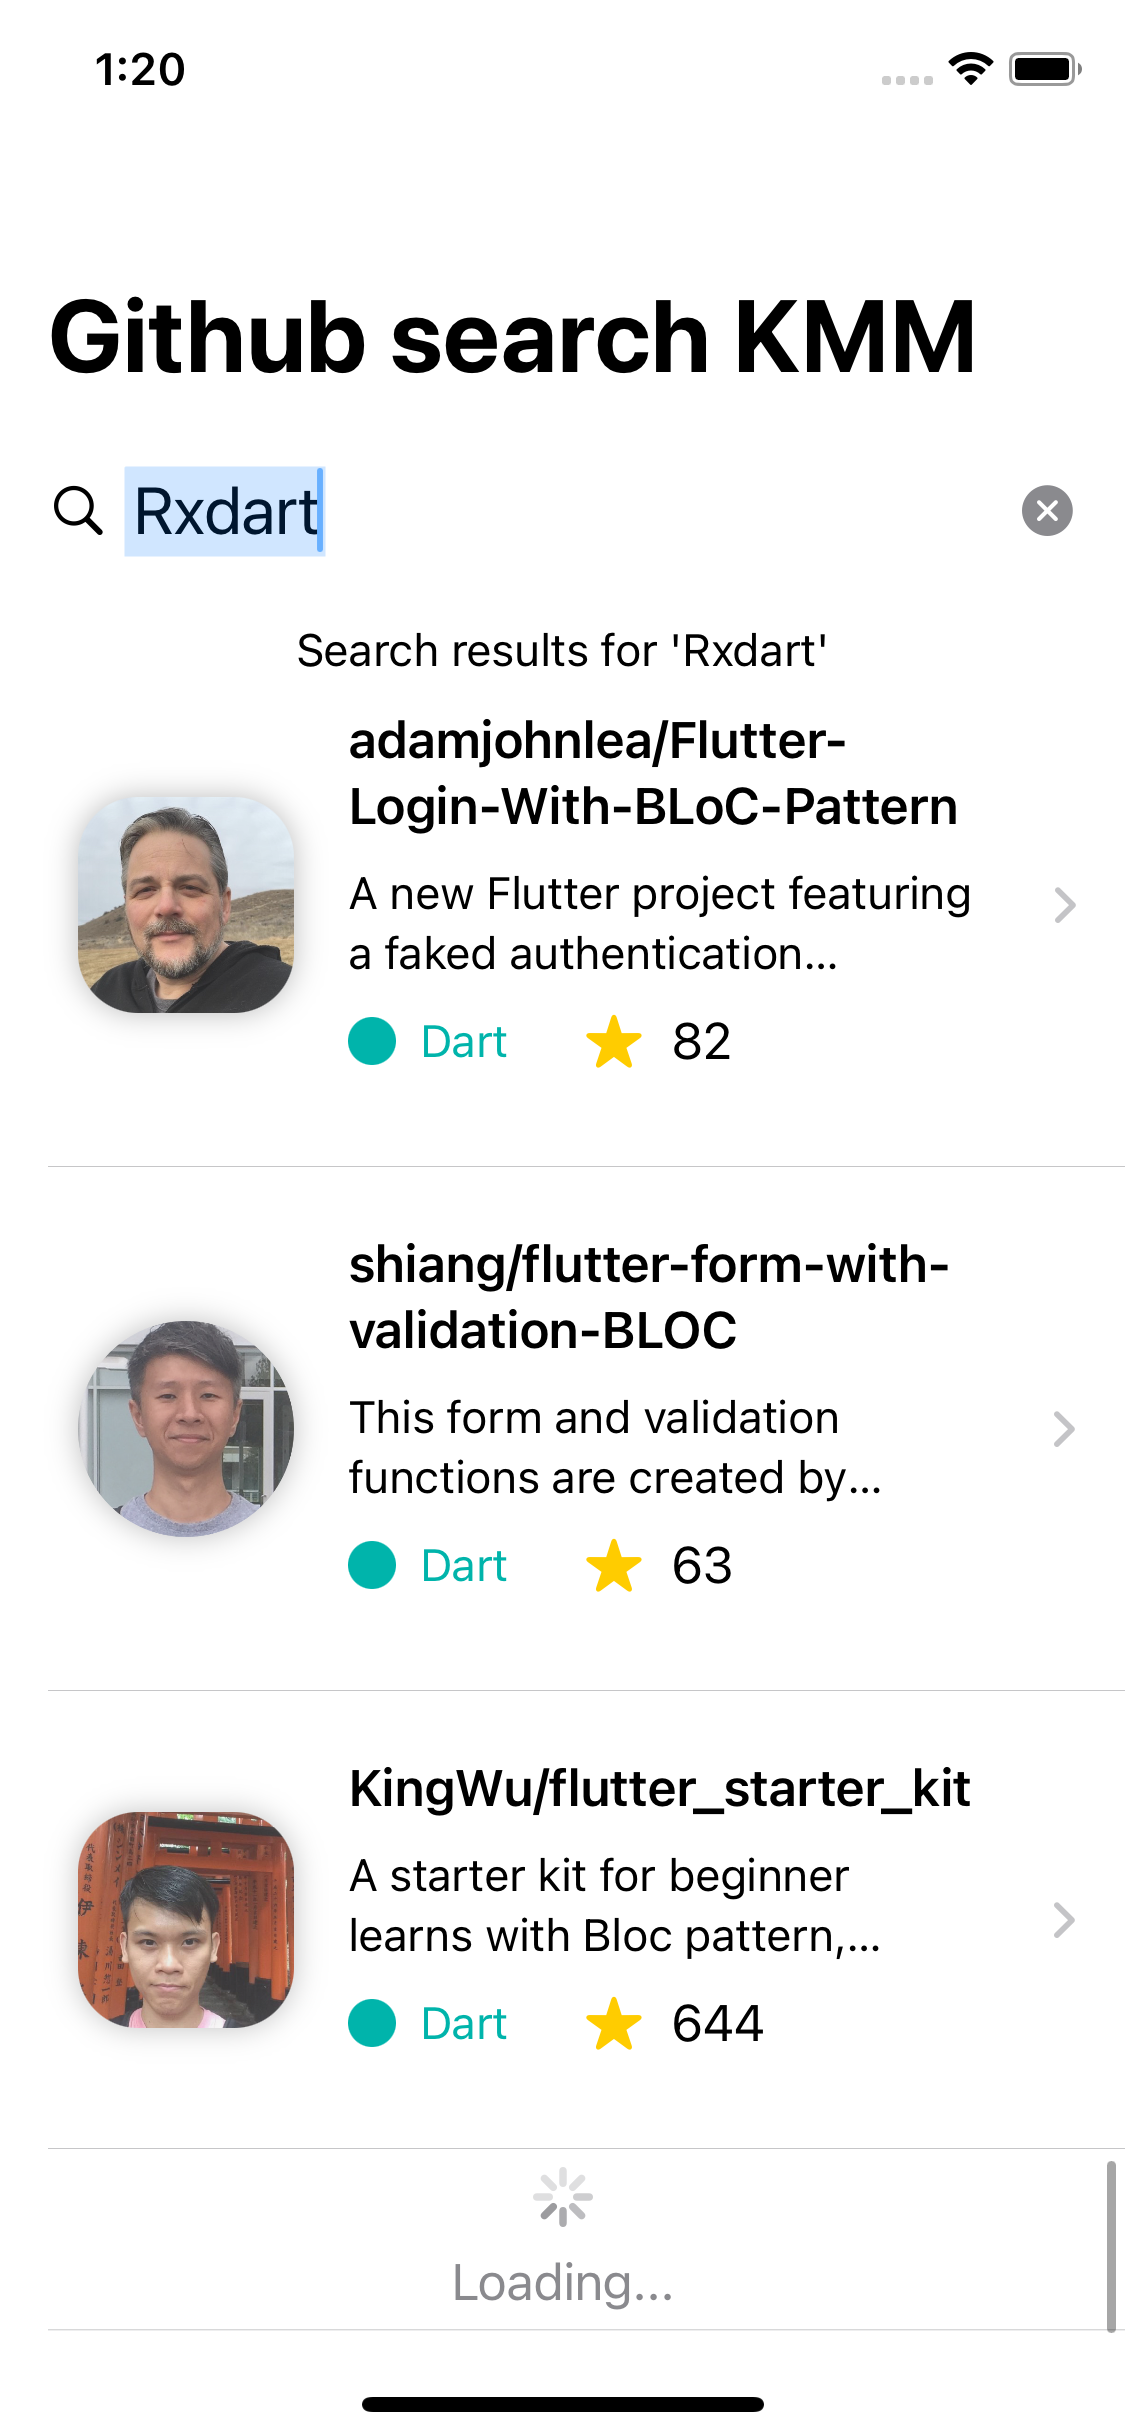 1:20
Github search KMM
Rxdart
Search results for 'Rxdart'
adamjohnlea/Flutter-
Login-With-BLoC-Pattern
A new Flutter project featuring
a faked authentication...
Dart 82
shiang/flutter-form-with-
validation-BLOC
This form and validation
functions are created by...
Dart 63
KingWu/flutter_starter_kit
A starter kit for beginner
learns with Bloc pattern,...
Dart 644
Loading...